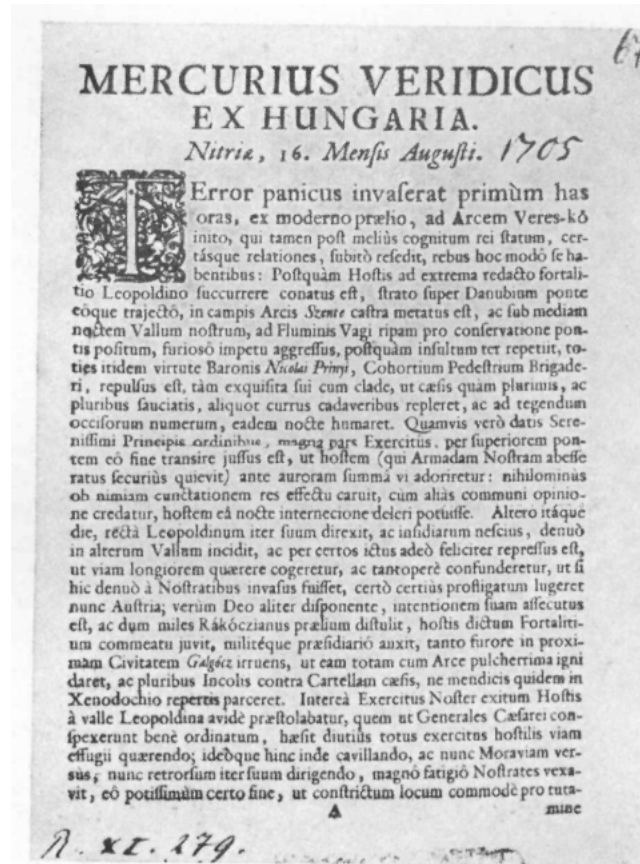 MERCURIUS VERIDICUS
EX HUNGARIA.
Nitriæ, 16. Mensis Augusti. 1705
TError panicus invaserat primùm has
oras, ex moderno prælio, ad Arcem Veres-kô
inito, qui tamen post meliùs cognitum rei statum, cer-
tásque relationes, subitò resedit, rebus hoc modô se ha-
bentibus: Postquàm Hostis ad extrema redacto fortali-
tio Leopoldino succurrere conatus est, strato super Danubium ponte
eôque trajectô, in campis Arcis Szente castra metatus est, ac sub mediam
noctem Vallum nostrum, ad Fluminis Vagi ripam pro conservatione pon-
tis positum, furiosô impetu aggressus, postquàm insultum ter repetiit, to-
ties itidem virtute Baronis Nicolai Prinyi, Cohortium Pedestrium Brigade-
ri, repulsus est, tàm exquisita sui cum clade, ut cæsis quàm plurimis, ac
pluribus sauciatis, aliquot currus cadaveribus repleret, ac ad tegendum
occisorum numerum, eadem nocte humaret. Quamvis verò datis Sere-
nissimi Principis ordinibus, magna pars Exercitus, per superiorem pon-
tem eô fine transire jussus est, ut hostem (qui Armadam Nostram abesse
ratus securiùs quievit) ante auroram summâ vi adoriretur: nihilominus
ob nimiam cunctationem res effectu caruit, cùm aliàs communi opinio-
ne credatur, hostem eâ nocte internecione deleri potuisse. Altero itáque
die, rectà Leopoldinum iter suum direxit, ac insidiarum nescius, denuò
in alterum Vallum incidit, ac per certos ictus adeò feliciter repressus est,
ut viam longiorem quærere cogeretur, ac tantoperè confunderetur, ut si
hic denuò à Nostratibus invasus fuisset, certò certiùs profligatum lugeret
nunc Austria; verùm Deo aliter disponente, intentionem suam assecutus
est, ac dum miles Rákóczianus prælium distulit, hostis dictum Fortaliti-
um commeatu juvit, militéque præsidiariô auxit, tanto furore in proxi-
màm Civitatem Galgócz irruens, ut eam totam cum Arce pulcherrima igni
daret, ac pluribus Incolis contra Cartellam cæsis, ne mendicis quidem in
Xenodochio repertis parceret. Intereà Exercitus Noster exitum Hostis
à valle Leopoldina avidè præstolabatur, quem ut Generales Cæsarei con-
spexerunt benè ordinatum, hæsit diutiùs totus exercitus hostilis viam
effugii quærendo; ideòque hinc inde cavillando, ac nunc Moraviam ver-
sùs, nunc retrorsum iter suum dirigendo, magnô fatigiô Nostrates vexa-
vit, eô potissimùm certo fine, ut constrictum locum commodè pro tuta-
mine
R. XI. 279.